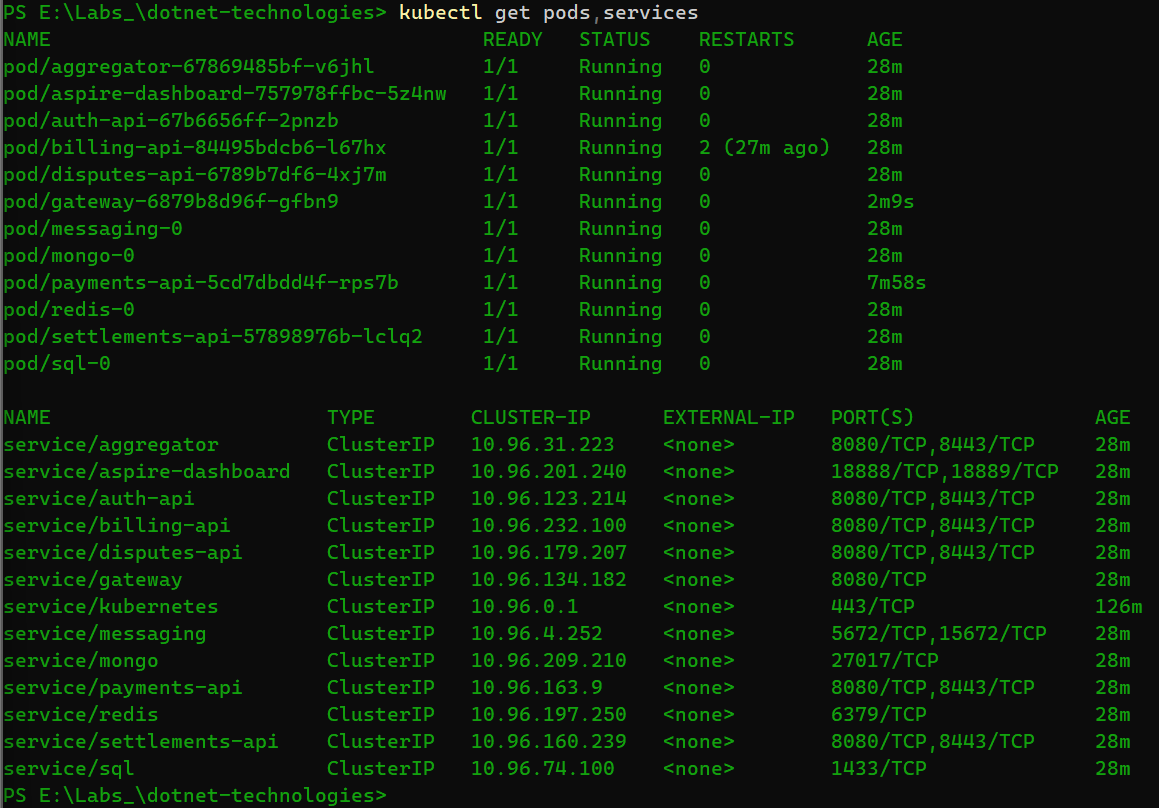 PS E:\Labs_\dotnet-technologies> kubectl get pods,services
NAME READY STATUS RESTARTS AGE
pod/aggregator-67869485bf-v6jhl 1/1 Running 0 28m
pod/aspire-dashboard-757978ffbc-5z4nw 1/1 Running 0 28m
pod/auth-api-67b6656ff-2pnzb 1/1 Running 0 28m
pod/billing-api-84495bdcb6-l67hx 1/1 Running 2 (27m ago) 28m
pod/disputes-api-6789b7df6-4xj7m 1/1 Running 0 28m
pod/gateway-6879b8d96f-gfbn9 1/1 Running 0 2m9s
pod/messaging-0 1/1 Running 0 28m
pod/mongo-0 1/1 Running 0 28m
pod/payments-api-5cd7dbdd4f-rps7b 1/1 Running 0 7m58s
pod/redis-0 1/1 Running 0 28m
pod/settlements-api-57898976b-lclq2 1/1 Running 0 28m
pod/sql-0 1/1 Running 0 28m
NAME TYPE CLUSTER-IP EXTERNAL-IP PORT(S) AGE
service/aggregator ClusterIP 10.96.31.223 <none> 8080/TCP,8443/TCP 28m
service/aspire-dashboard ClusterIP 10.96.201.240 <none> 18888/TCP,18889/TCP 28m
service/auth-api ClusterIP 10.96.123.214 <none> 8080/TCP,8443/TCP 28m
service/billing-api ClusterIP 10.96.232.100 <none> 8080/TCP,8443/TCP 28m
service/disputes-api ClusterIP 10.96.179.207 <none> 8080/TCP,8443/TCP 28m
service/gateway ClusterIP 10.96.134.182 <none> 8080/TCP 28m
service/kubernetes ClusterIP 10.96.0.1 <none> 443/TCP 126m
service/messaging ClusterIP 10.96.4.252 <none> 5672/TCP,15672/TCP 28m
service/mongo ClusterIP 10.96.209.210 <none> 27017/TCP 28m
service/payments-api ClusterIP 10.96.163.9 <none> 8080/TCP,8443/TCP 28m
service/redis ClusterIP 10.96.197.250 <none> 6379/TCP 28m
service/settlements-api ClusterIP 10.96.160.239 <none> 8080/TCP,8443/TCP 28m
service/sql ClusterIP 10.96.74.100 <none> 1433/TCP 28m
PS E:\Labs_\dotnet-technologies>